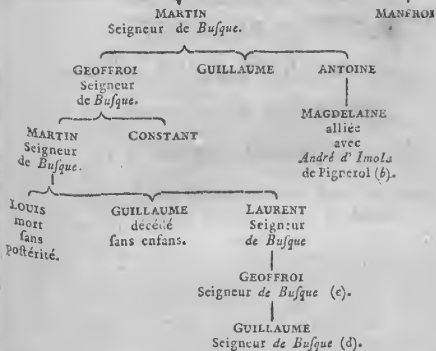 MARTIN MANFROI
Seigneur de Buſque.
GEOFFROI GUILLAUME ANTOINE
Seigneur
de Buſque.
MAGDELAINE
alliée
avec
André d'Imola
de Pignerol (b).
MARTIN CONSTANT
Seigneur
de Buſque.
LOUIS
mort
ſans
poſtérité.
GUILLAUME
décédé
ſans enfans.
LAURENT
Seigneur
de Buſque
GEOFFROI
Seigneur de Buſque (e).
GUILLAUME
Seigneur de Buſque (d).